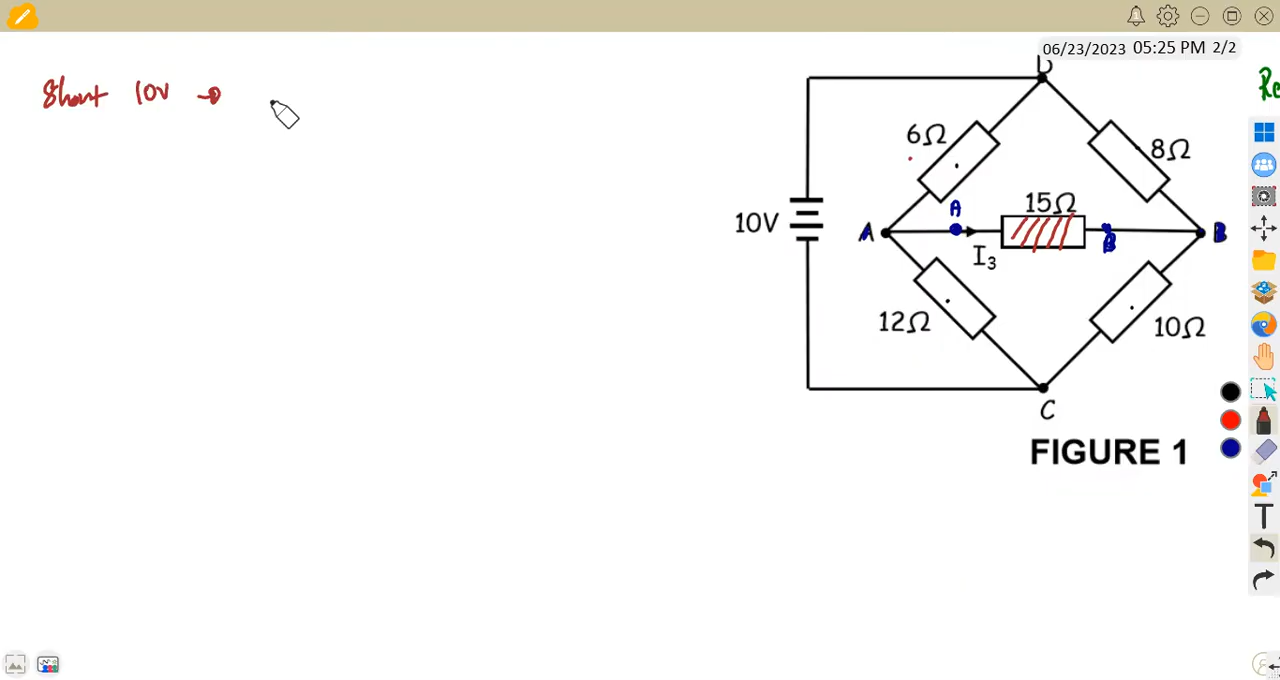 06/23/2023 05:25 PM 2/2
Short 10V →
D
6Ω
8Ω
15Ω
A
10V
A
B
B
I3
12Ω
10Ω
C
FIGURE 1
T